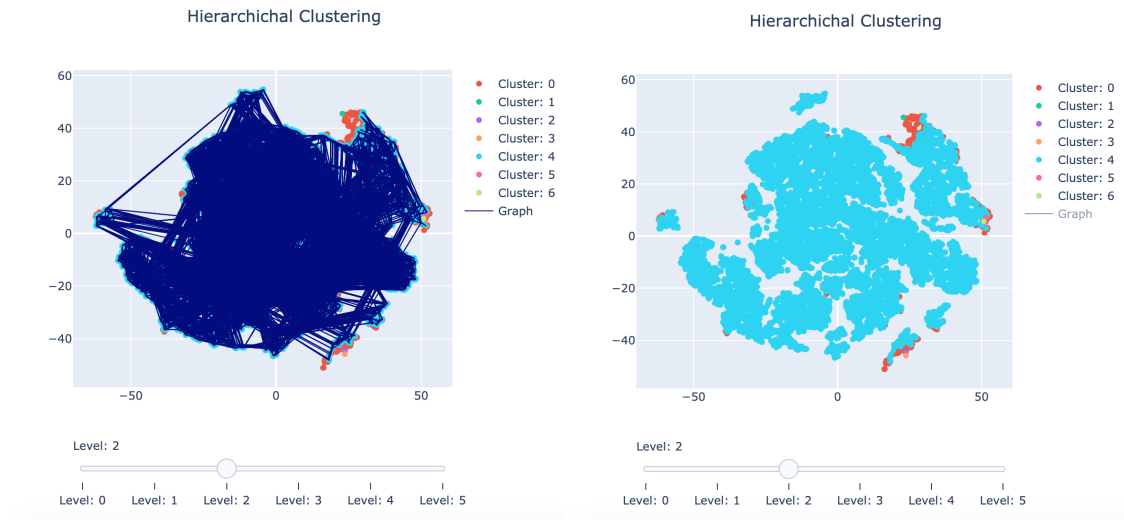 Hierarchichal Clustering
60
40
20
0
−20
−40
−50
0
50
Cluster: 0
Cluster: 1
Cluster: 2
Cluster: 3
Cluster: 4
Cluster: 5
Cluster: 6
Graph
Level: 2
Level: 0
Level: 1
Level: 2
Level: 3
Level: 4
Level: 5
Hierarchichal Clustering
60
40
20
0
−20
−40
−50
0
50
Cluster: 0
Cluster: 1
Cluster: 2
Cluster: 3
Cluster: 4
Cluster: 5
Cluster: 6
Graph
Level: 2
Level: 0
Level: 1
Level: 2
Level: 3
Level: 4
Level: 5